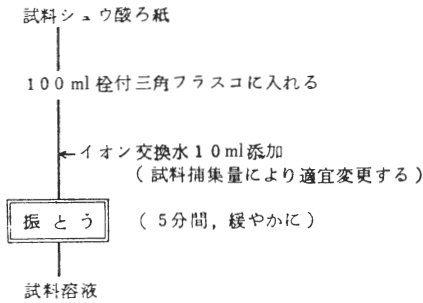 試料シュウ酸ろ紙
100ml栓付三角フラスコに入れる
イオン交換水10ml添加
(試料捕集量により適宜変更する)
振とう (5分間,緩やかに)
試料溶液